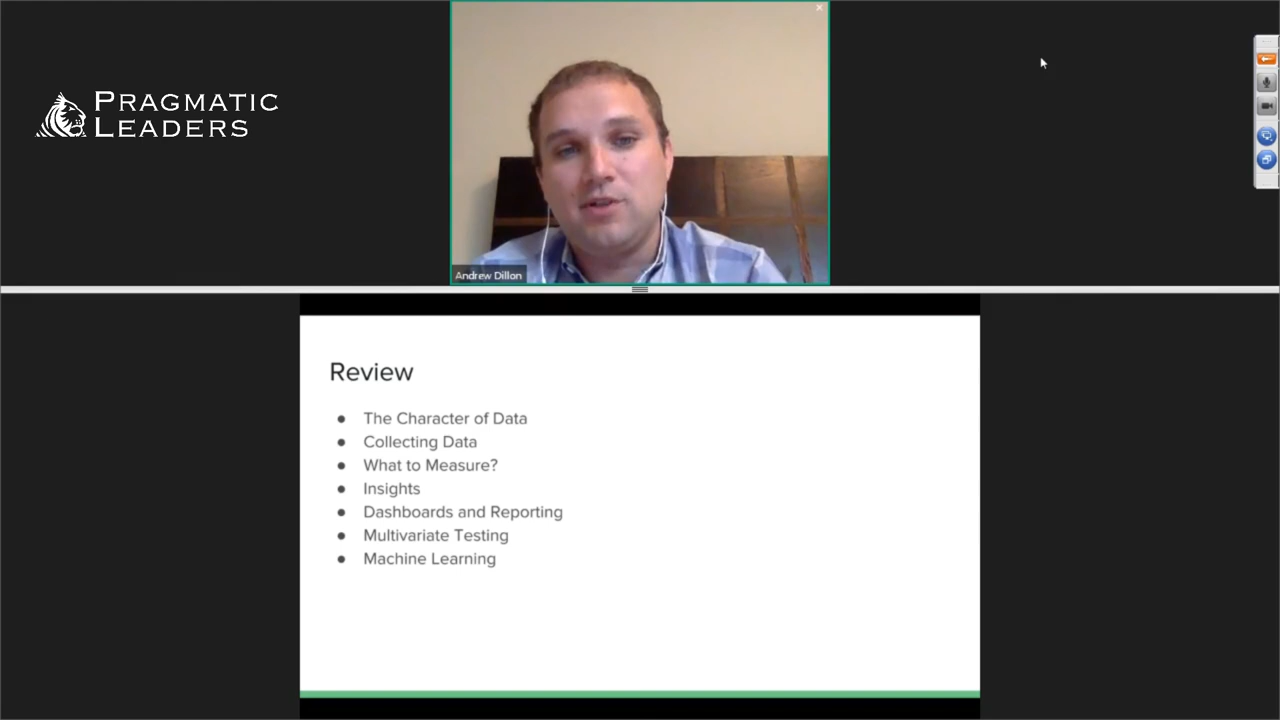 PRAGMATIC
LEADERS
Andrew Dillon
Review
● The Character of Data
● Collecting Data
● What to Measure?
● Insights
● Dashboards and Reporting
● Multivariate Testing
● Machine Learning